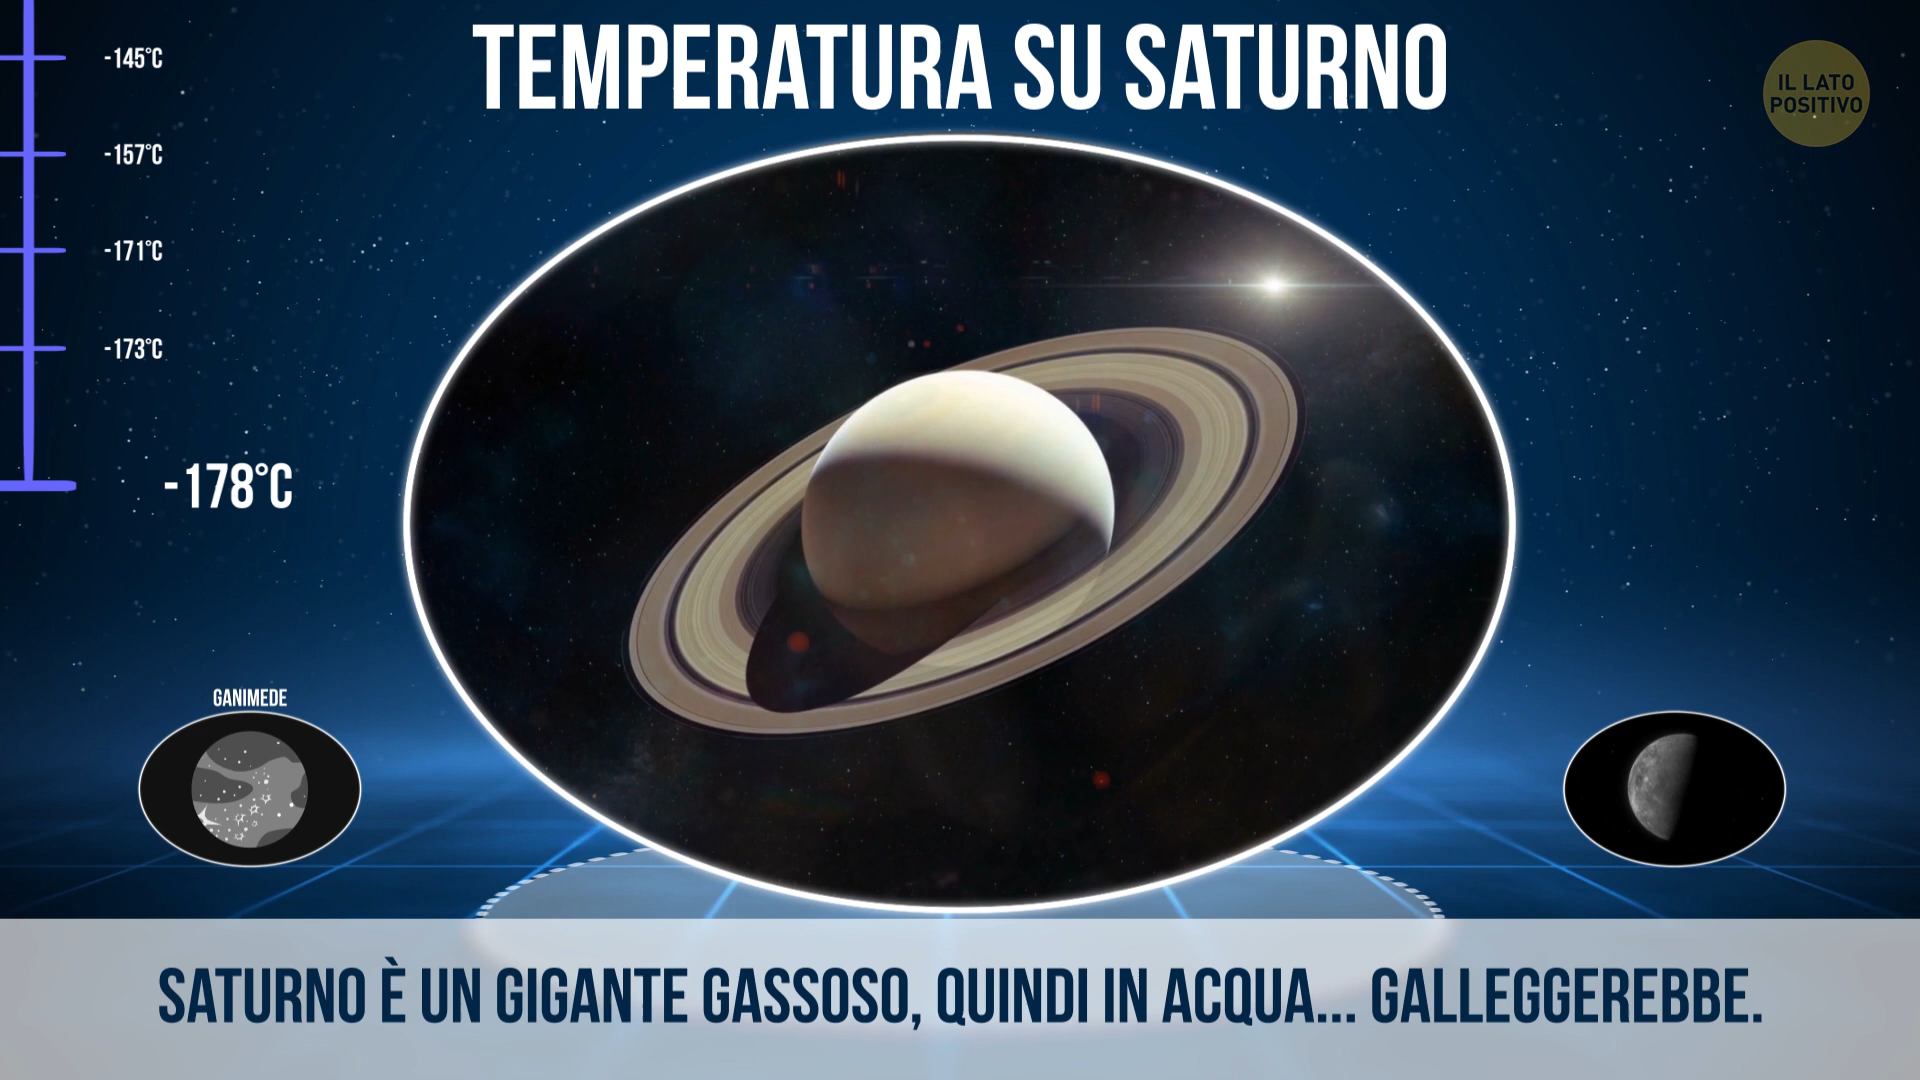 TEMPERATURA SU SATURNO
IL LATO
POSITIVO
-145°C
-157°C
-171°C
-173°C
-178°C
GANIMEDE
SATURNO È UN GIGANTE GASSOSO, QUINDI IN ACQUA... GALLEGGEREBBE.